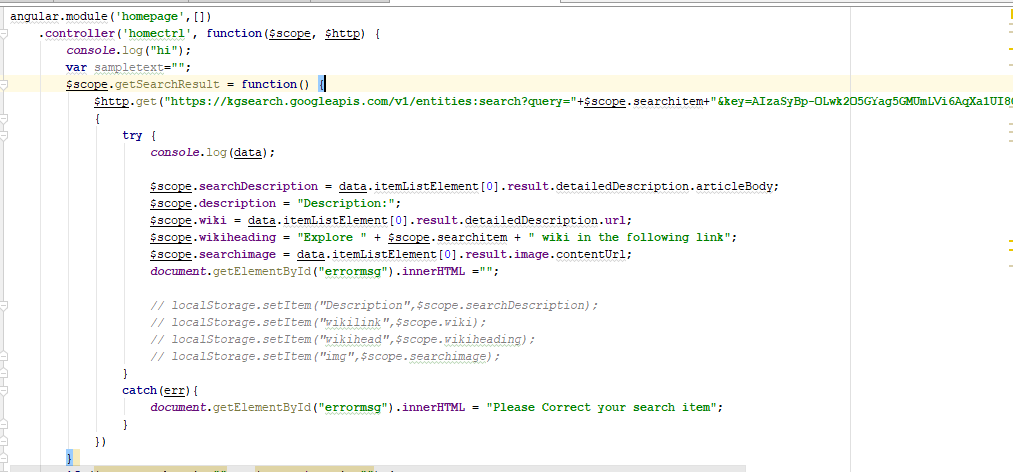 angular.module('homepage',[])
.controller('homectrl', function($scope, $http) {
console.log("hi");
var sampletext="";
$scope.getSearchResult = function() {
$http.get("https://kgsearch.googleapis.com/v1/entities:search?query="+$scope.searchitem+"&key=
{
try {
console.log(data);
$scope.searchDescription = data.itemListElement[0].result.detailedDescription.articleBody;
$scope.description = "Description:";
$scope.wiki = data.itemListElement[0].result.detailedDescription.url;
$scope.wikiheading = "Explore " + $scope.searchitem + " wiki in the following link";
$scope.searchimage = data.itemListElement[0].result.image.contentUrl;
document.getElementById("errormsg").innerHTML ="";
// localStorage.setItem("Description",$scope.searchDescription);
// localStorage.setItem("wikilink",$scope.wiki);
// localStorage.setItem("wikihead",$scope.wikiheading);
// localStorage.setItem("img",$scope.searchimage);
}
catch(err){
document.getElementById("errormsg").innerHTML = "Please Correct your search item";
}
})
}